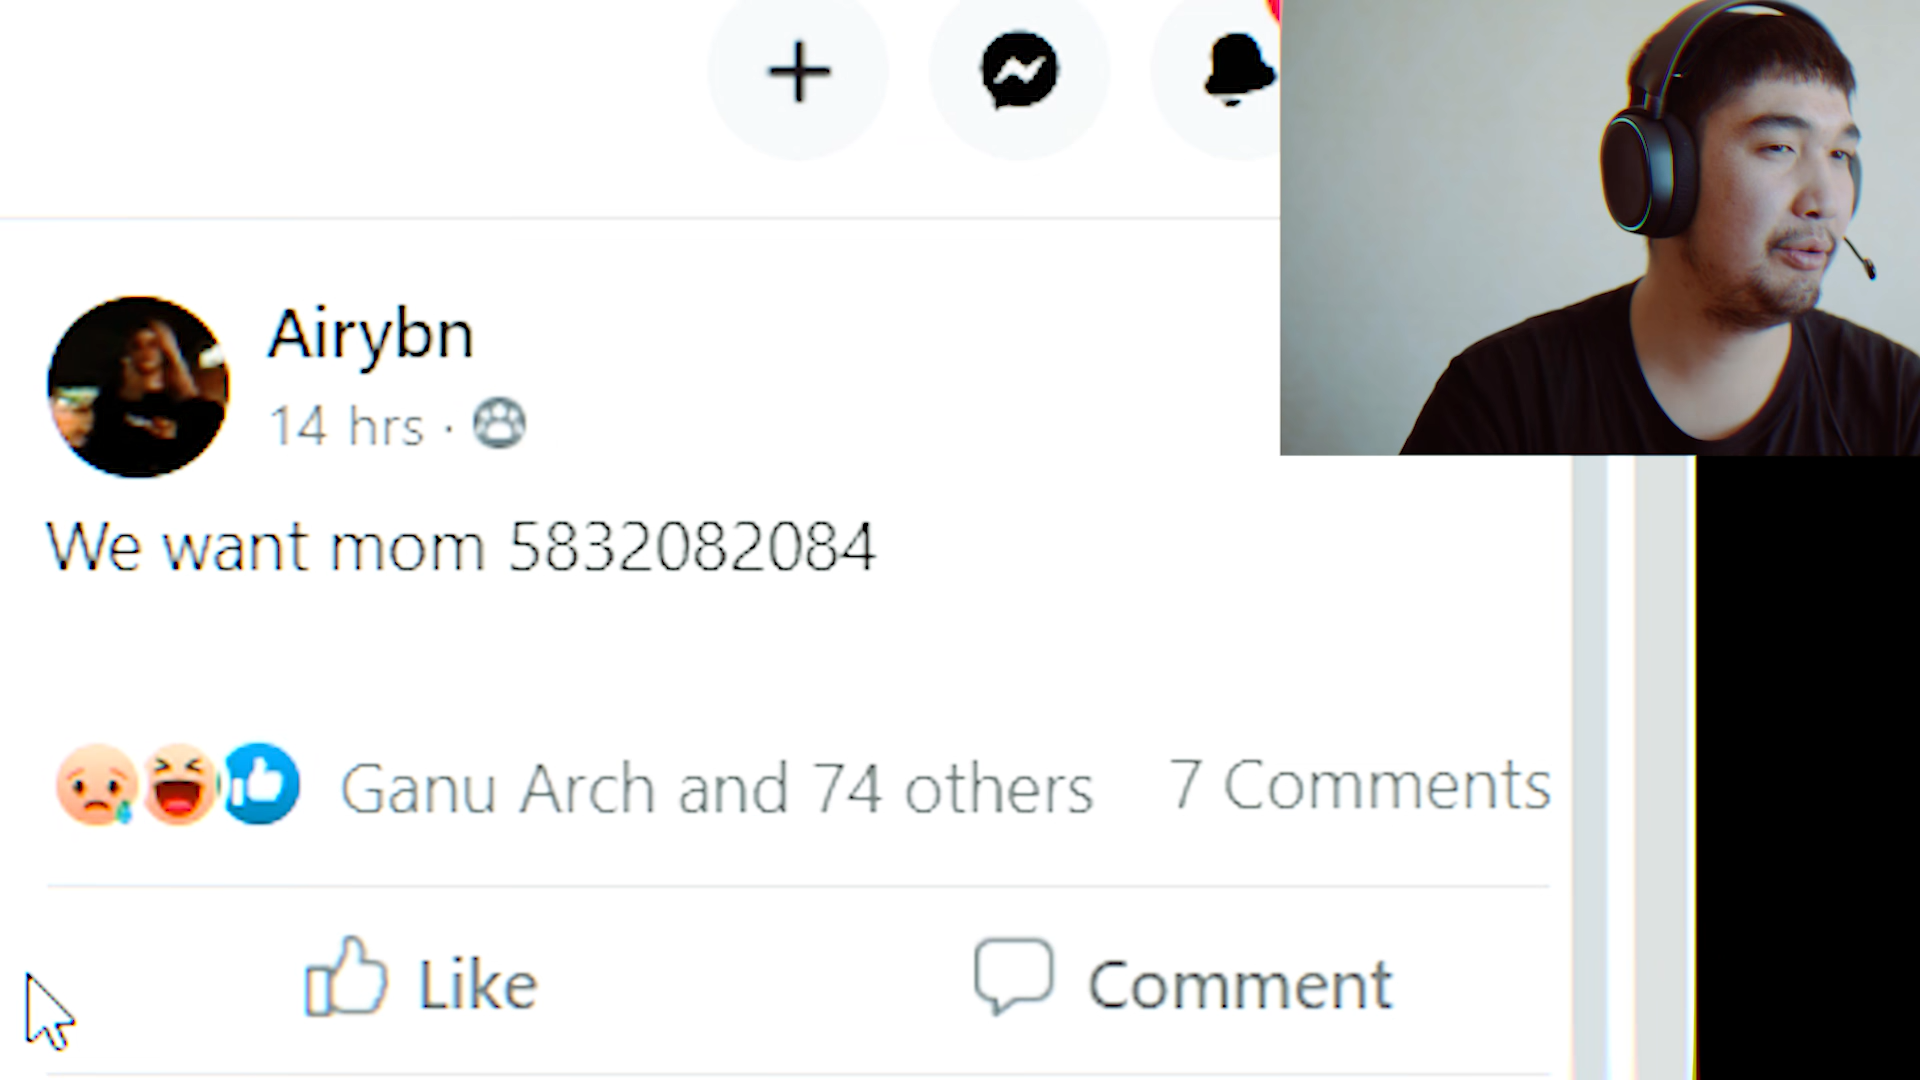 Airybn
14 hrs ·
We want mom 5832082084
Ganu Arch and 74 others 7 Comments
Like Comment